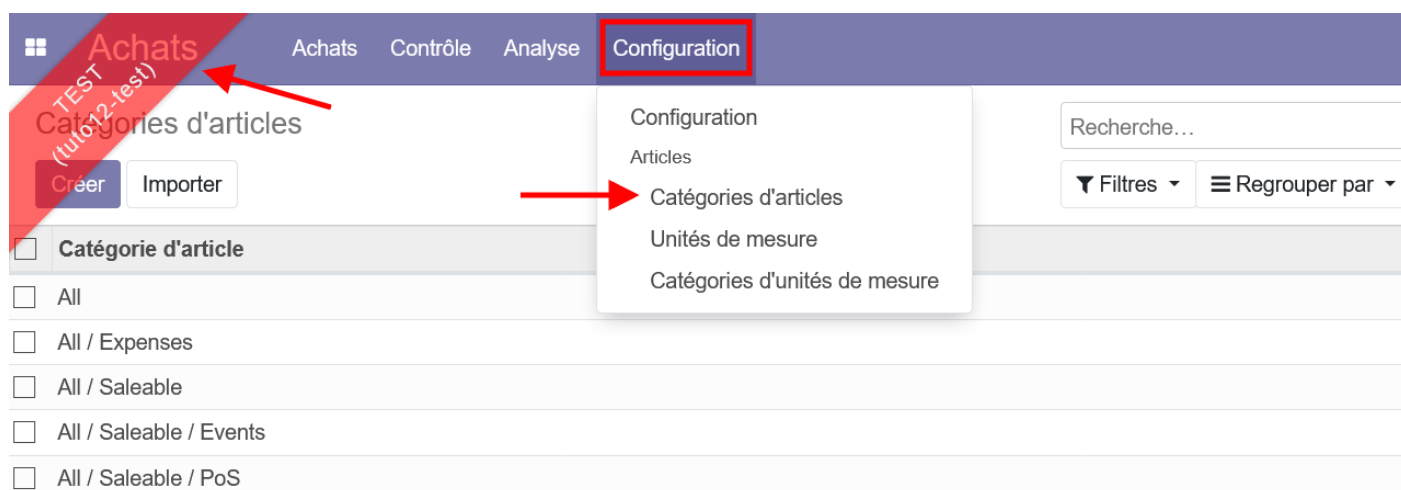 Achats Achats Contrôle Analyse Configuration
TEST
(tuto12-test)
Catégories d'articles
Recherche...
Créer Importer
Filtres Regrouper par
Configuration
Articles
Catégories d'articles
Unités de mesure
Catégories d'unités de mesure
Catégorie d'article
All
All / Expenses
All / Saleable
All / Saleable / Events
All / Saleable / PoS